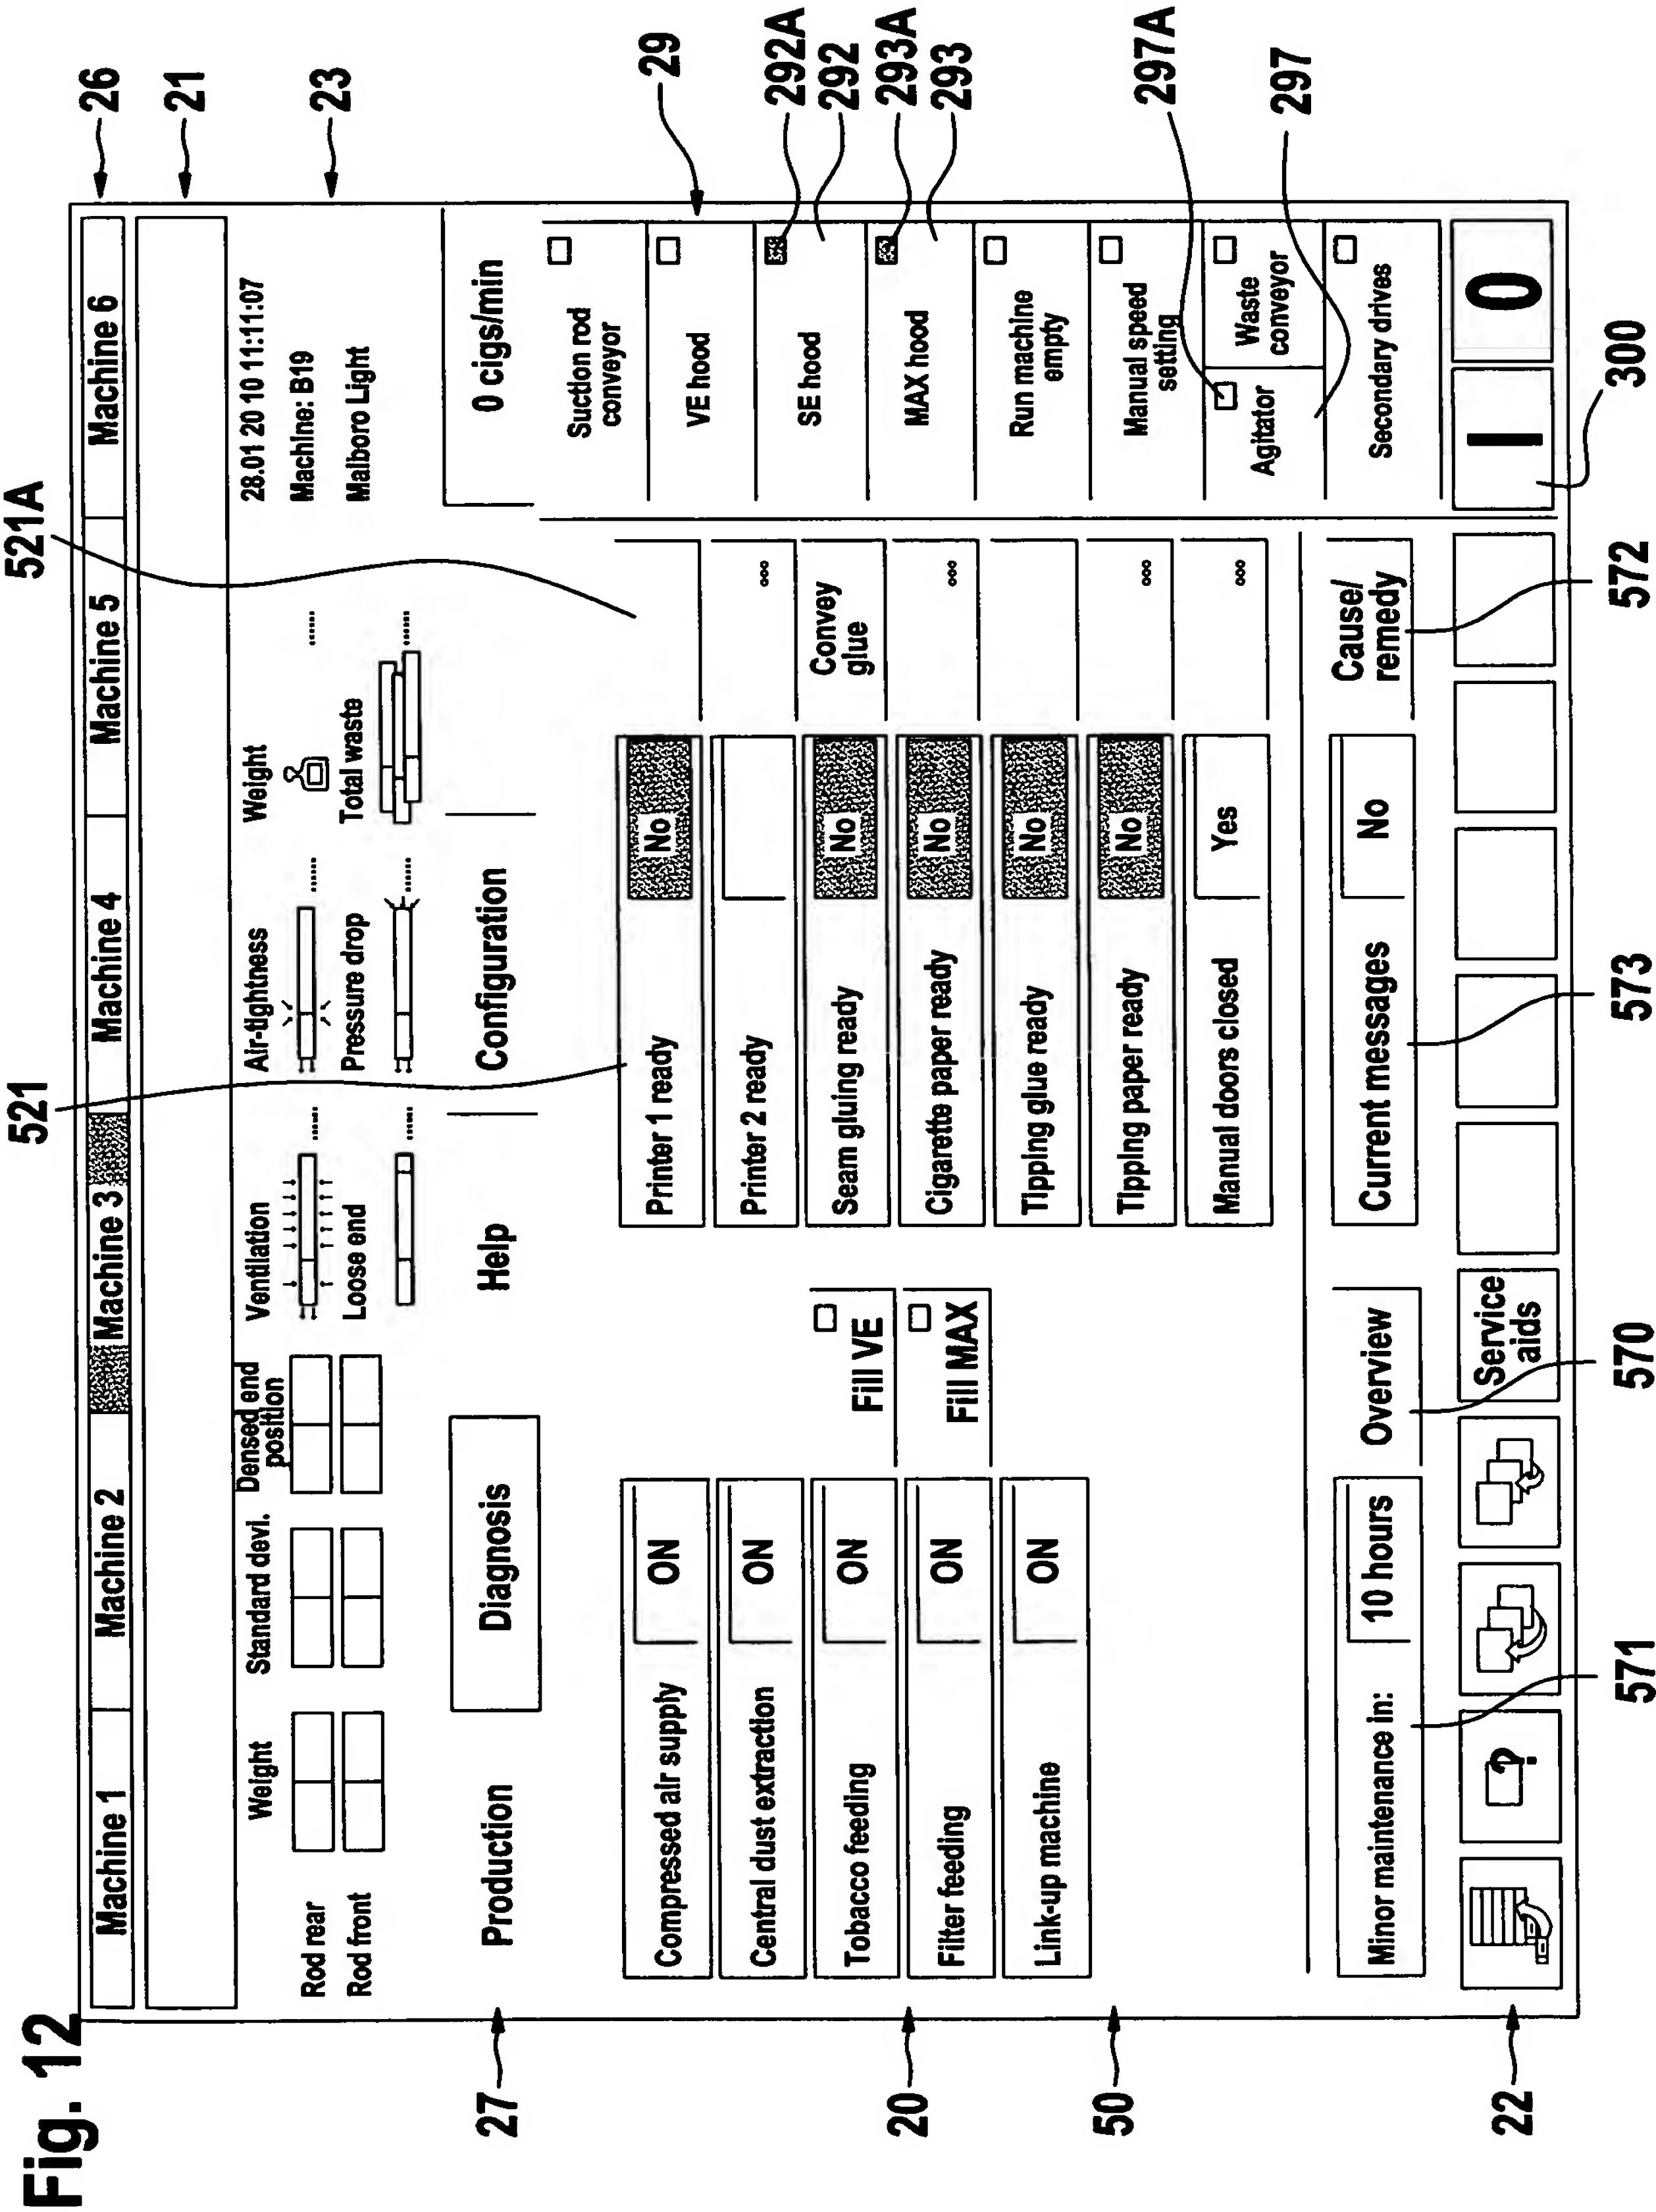 Fig. 12
26
21
23
Machine 1
Machine 2
Machine 3
Machine 4
Machine 5
Machine 6
521
521A
Weight
Standard devi.
Densed end
position
Ventilation
Air-tightness
Weight
28.01 20 10 11:11:07
Rod rear
......
......
......
Machine: B19
Rod front
Loose end
Pressure drop
Total waste
Malboro Light
......
......
......
27
Production
Diagnosis
Help
Configuration
0 cigs/min
29
Compressed air supply
ON
Central dust extraction
ON
Tobacco feeding
ON
Fill VE
Filter feeding
ON
Fill MAX
Link-up machine
ON
Printer 1 ready
No
Printer 2 ready
ooo
Seam gluing ready
No
Convey
glue
Cigarette paper ready
No
ooo
Tipping glue ready
No
Tipping paper ready
No
ooo
Manual doors closed
Yes
ooo
Suction rod
conveyor
VE hood
SE hood
292A
292
MAX hood
293A
293
Run machine
empty
Manual speed
setting
297A
Agitator
Waste
conveyor
297
Secondary drives
20
50
Minor maintenance in:
10 hours
Overview
Current messages
No
Cause/
remedy
22
?
Service
aids
I
0
571
570
573
572
300